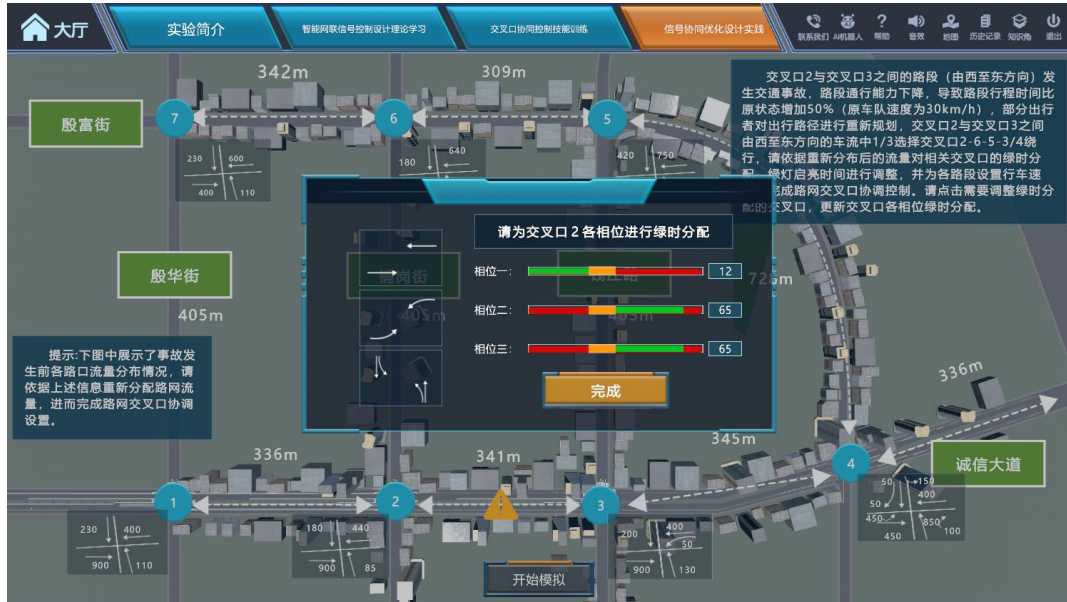 大厅
实验简介
智能网联信号控制设计理论学习
交叉口协同控制技能训练
信号协同优化设计实践
联系我们
AI机器人
帮助
音效
地图
历史记录
知识角
退出
342m
309m
殷富街
7
6
5
230
600
400
110
180
640
420
750
交叉口2与交叉口3之间的路段（由西至东方向）发
生交通事故，路段通行能力下降，导致路段行程时间比
原状态增加50%（原车队速度为30km/h），部分出行
者对出行路径进行重新规划，交叉口2与交叉口3之间
由西至东方向的车流中1/3选择交叉口2-6-5-3/4绕
行，请依据重新分布后的流量对相关交叉口的绿时分
绿灯启亮时间进行调整，并为各路段设置行车速
完成路网交叉口协调控制。请点击需要调整绿时分
配的交叉口，更新交叉口各相位绿时分配。
请为交叉口2各相位进行绿时分配
相位一：
12
相位二：
65
相位三：
65
完成
殷华街
405m
405m
405m
提示:下图中展示了事故发
生前各路口流量分布情况，请
依据上述信息重新分配路网流
量，进而完成路网交叉口协调
设置。
336m
336m
341m
345m
诚信大道
1
2
3
4
230
400
900
110
180
440
900
85
200
400
50
900
130
50
150
400
50
450
850
100
450
开始模拟